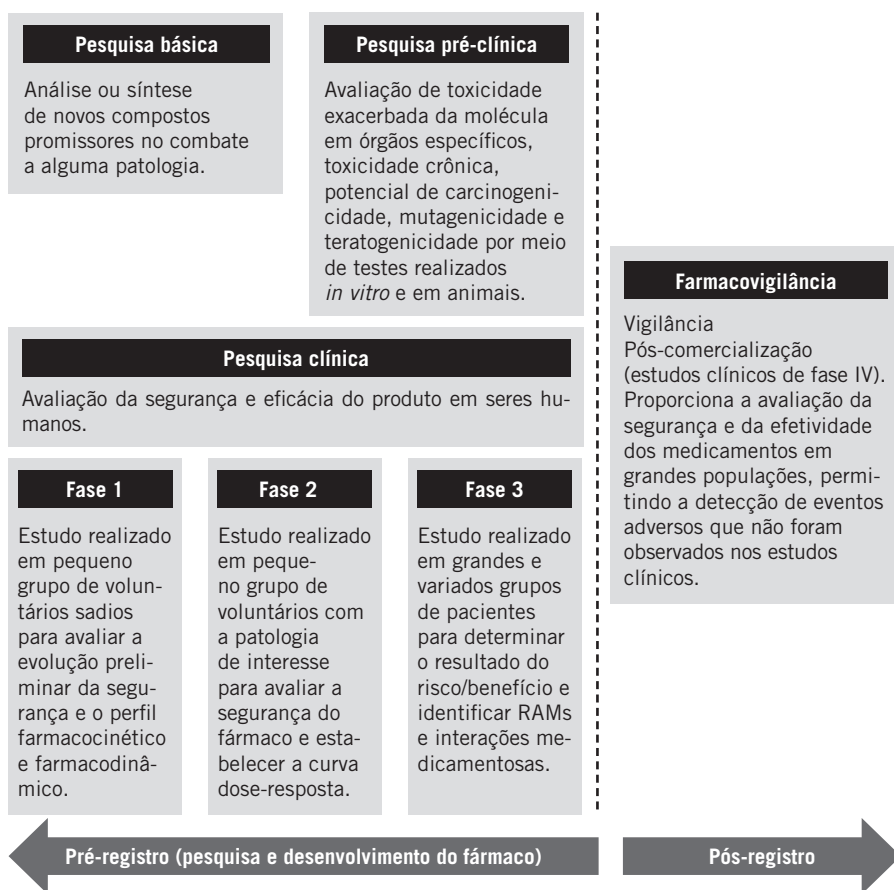 Pesquisa básica
Análise ou síntese
de novos compostos
promissores no combate
a alguma patologia.
Pesquisa pré-clínica
Avaliação de toxicidade
exacerbada da molécula
em órgãos específicos,
toxicidade crônica,
potencial de carcinogeni-
cidade, mutagenicidade e
teratogenicidade por meio
de testes realizados
in vitro e em animais.
Pesquisa clínica
Avaliação da segurança e eficácia do produto em seres hu-
manos.
Fase 1
Estudo realizado
em pequeno
grupo de volun-
tários sadios
para avaliar a
evolução preli-
minar da segu-
rança e o perfil
farmacocinético
e farmacodinâ-
mico.
Fase 2
Estudo realizado
em peque-
no grupo de
voluntários com
a patologia
de interesse
para avaliar a
segurança do
fármaco e esta-
belecer a curva
dose-resposta.
Fase 3
Estudo realizado
em grandes e
variados grupos
de pacientes
para determinar
o resultado do
risco/benefício e
identificar RAMs
e interações me-
dicamentosas.
Farmacovigilância
Vigilância
Pós-comercialização
(estudos clínicos de fase IV).
Proporciona a avaliação da
segurança e da efetividade
dos medicamentos em
grandes populações, permi-
tindo a detecção de eventos
adversos que não foram
observados nos estudos
clínicos.
Pré-registro (pesquisa e desenvolvimento do fármaco)
Pós-registro